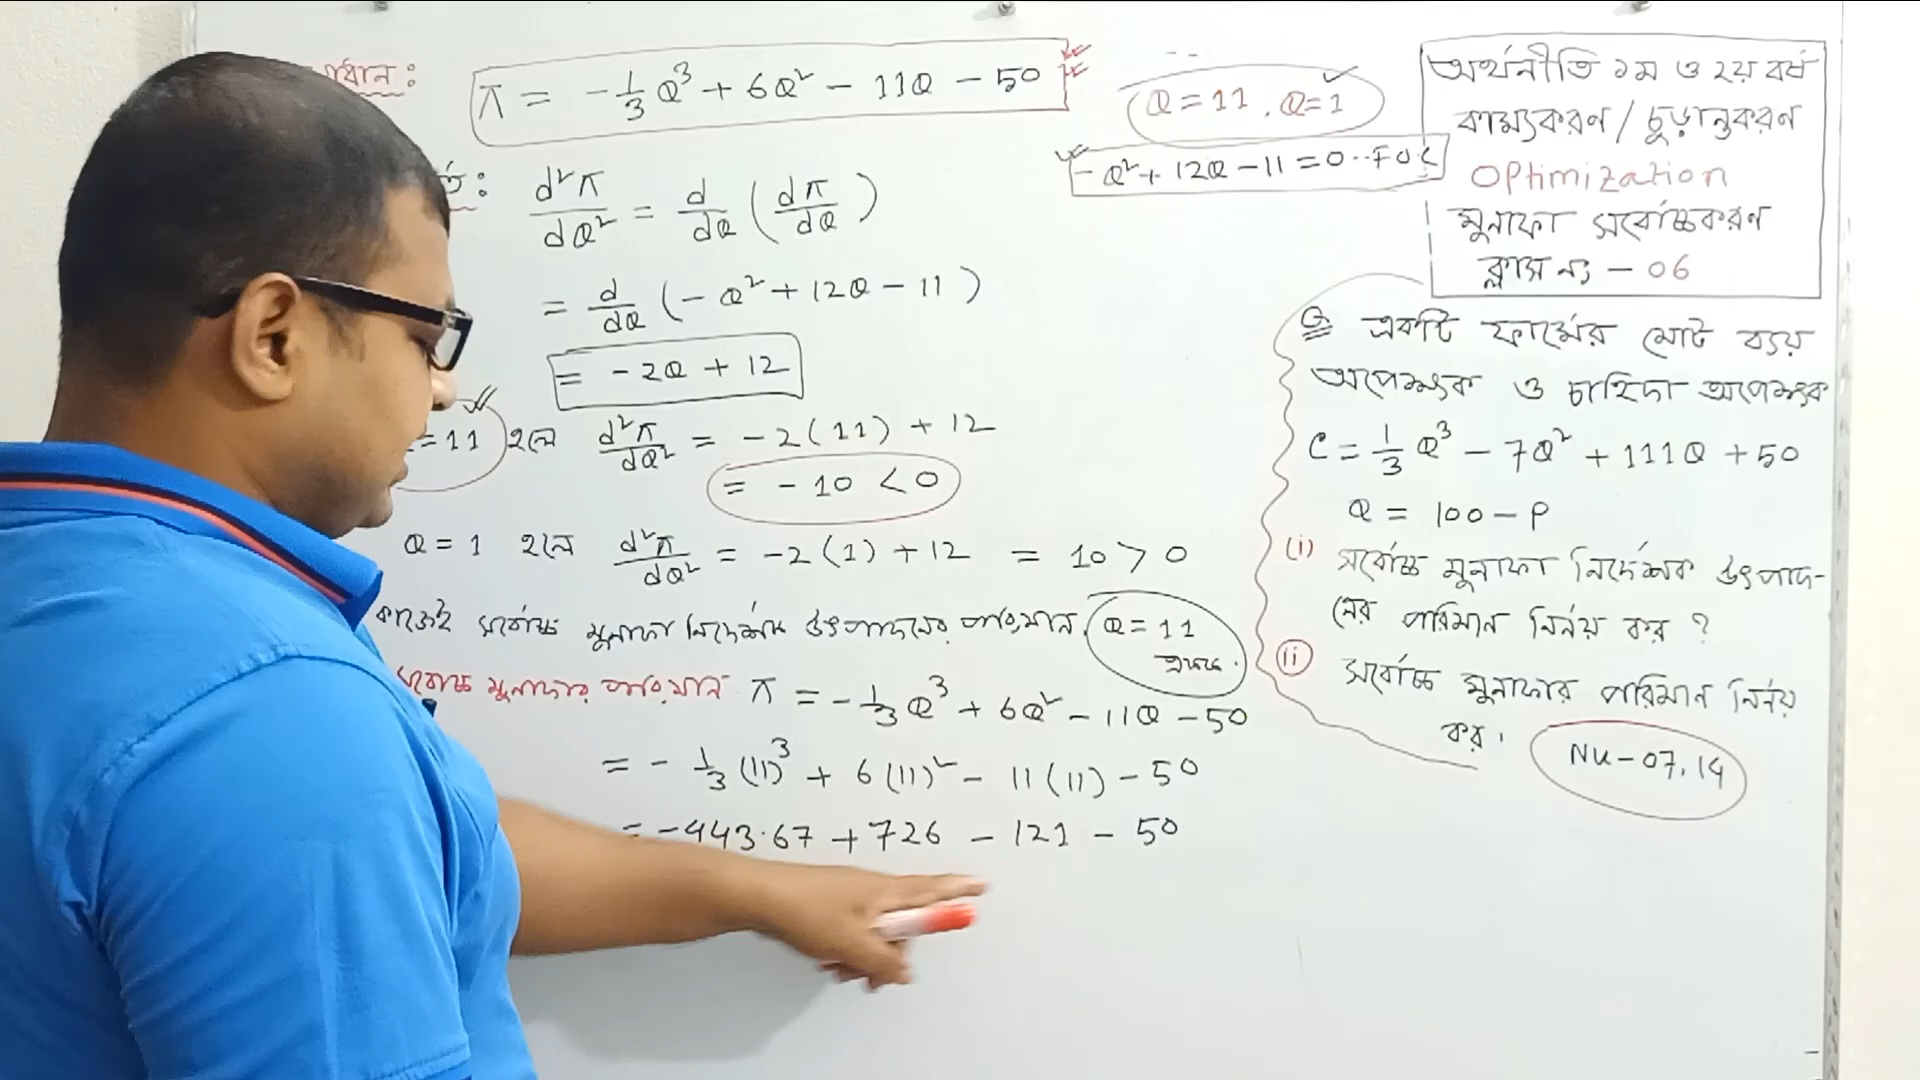 π = - 1/3 Q³ + 6Q² - 11Q - 50
Q = 11, Q = 1
- Q² + 12Q - 11 = 0 ·· F O C
d²π/dQ² = d/dQ (dπ/dQ)
= d/dQ (- Q² + 12Q - 11)
= - 2Q + 12
= 11 হলে d²π/dQ² = - 2(11) + 12
= - 10 < 0
Q = 1 হলে d²π/dQ² = - 2(1) + 12 = 10 > 0
কাজেই সর্বোচ্চ মুনাফা নির্দেশক উৎপাদনের পরিমান, Q = 11
একক।
সর্বোচ্চ মুনাফার পরিমান π = - 1/3 Q³ + 6Q² - 11Q - 50
= - 1/3 (11)³ + 6(11)² - 11(11) - 50
= - 443.67 + 726 - 121 - 50
অর্থনীতি ১ম ও ২য় বর্ষ
কাম্যকরণ / চূড়ান্তকরণ
Optimization
মুনাফা সর্বোচ্চকরণ
ক্লাস নং - 06
Q একটি ফার্মের মোট ব্যয়
অপেক্ষক ও চাহিদা অপেক্ষক
C = 1/3 Q³ - 7Q² + 111Q + 50
Q = 100 - P
(i) সর্বোচ্চ মুনাফা নির্দেশক উৎপাদ-
নের পরিমান নির্নয় কর ?
(ii) সর্বোচ্চ মুনাফার পরিমান নির্নয়
কর।
NU - 07, 14